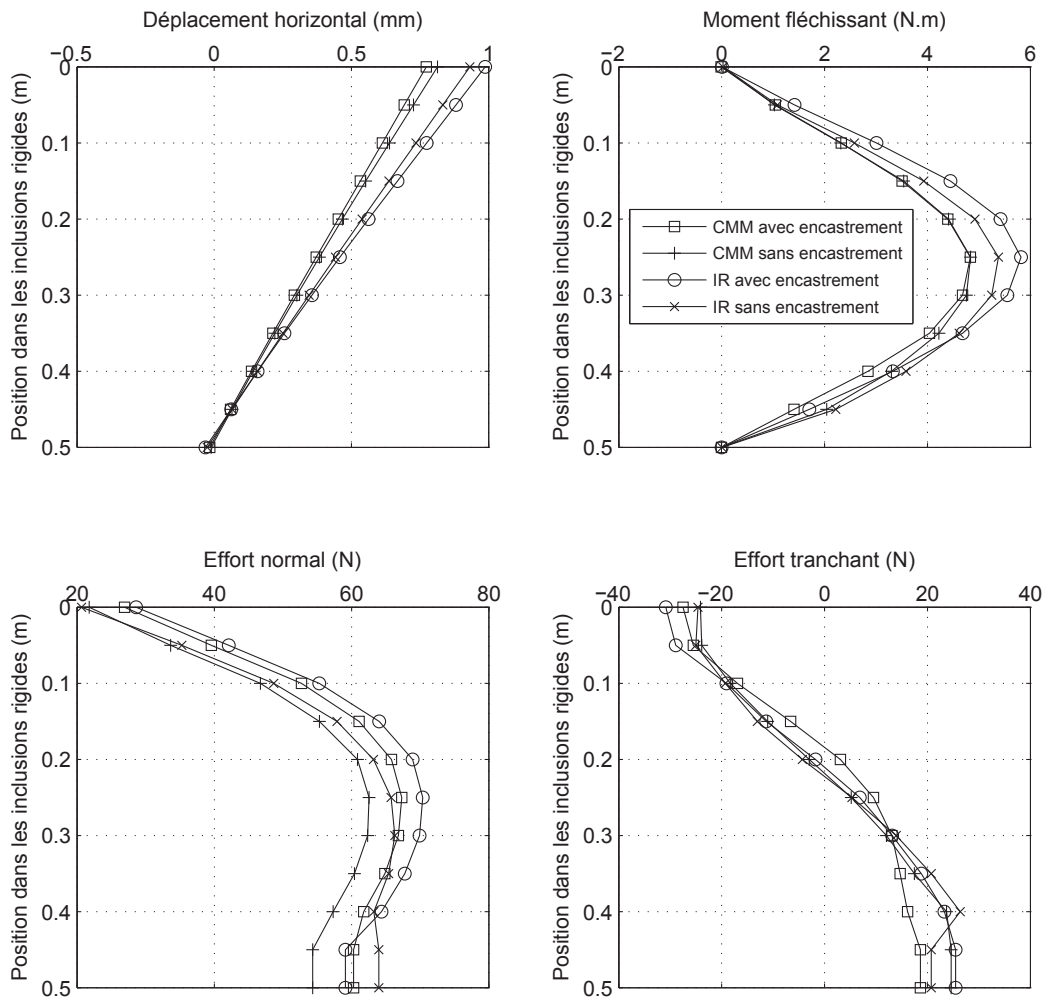 Déplacement horizontal (mm)
−0.5 0 0.5 1
Position dans les inclusions rigides (m)
0
0.1
0.2
0.3
0.4
0.5
Moment fléchissant (N.m)
−2 0 2 4 6
Position dans les inclusions rigides (m)
0
0.1
0.2
0.3
0.4
0.5
CMM avec encastrement
CMM sans encastrement
IR avec encastrement
IR sans encastrement
Effort normal (N)
20 40 60 80
Position dans les inclusions rigides (m)
0
0.1
0.2
0.3
0.4
0.5
Effort tranchant (N)
−40 −20 0 20 40
Position dans les inclusions rigides (m)
0
0.1
0.2
0.3
0.4
0.5